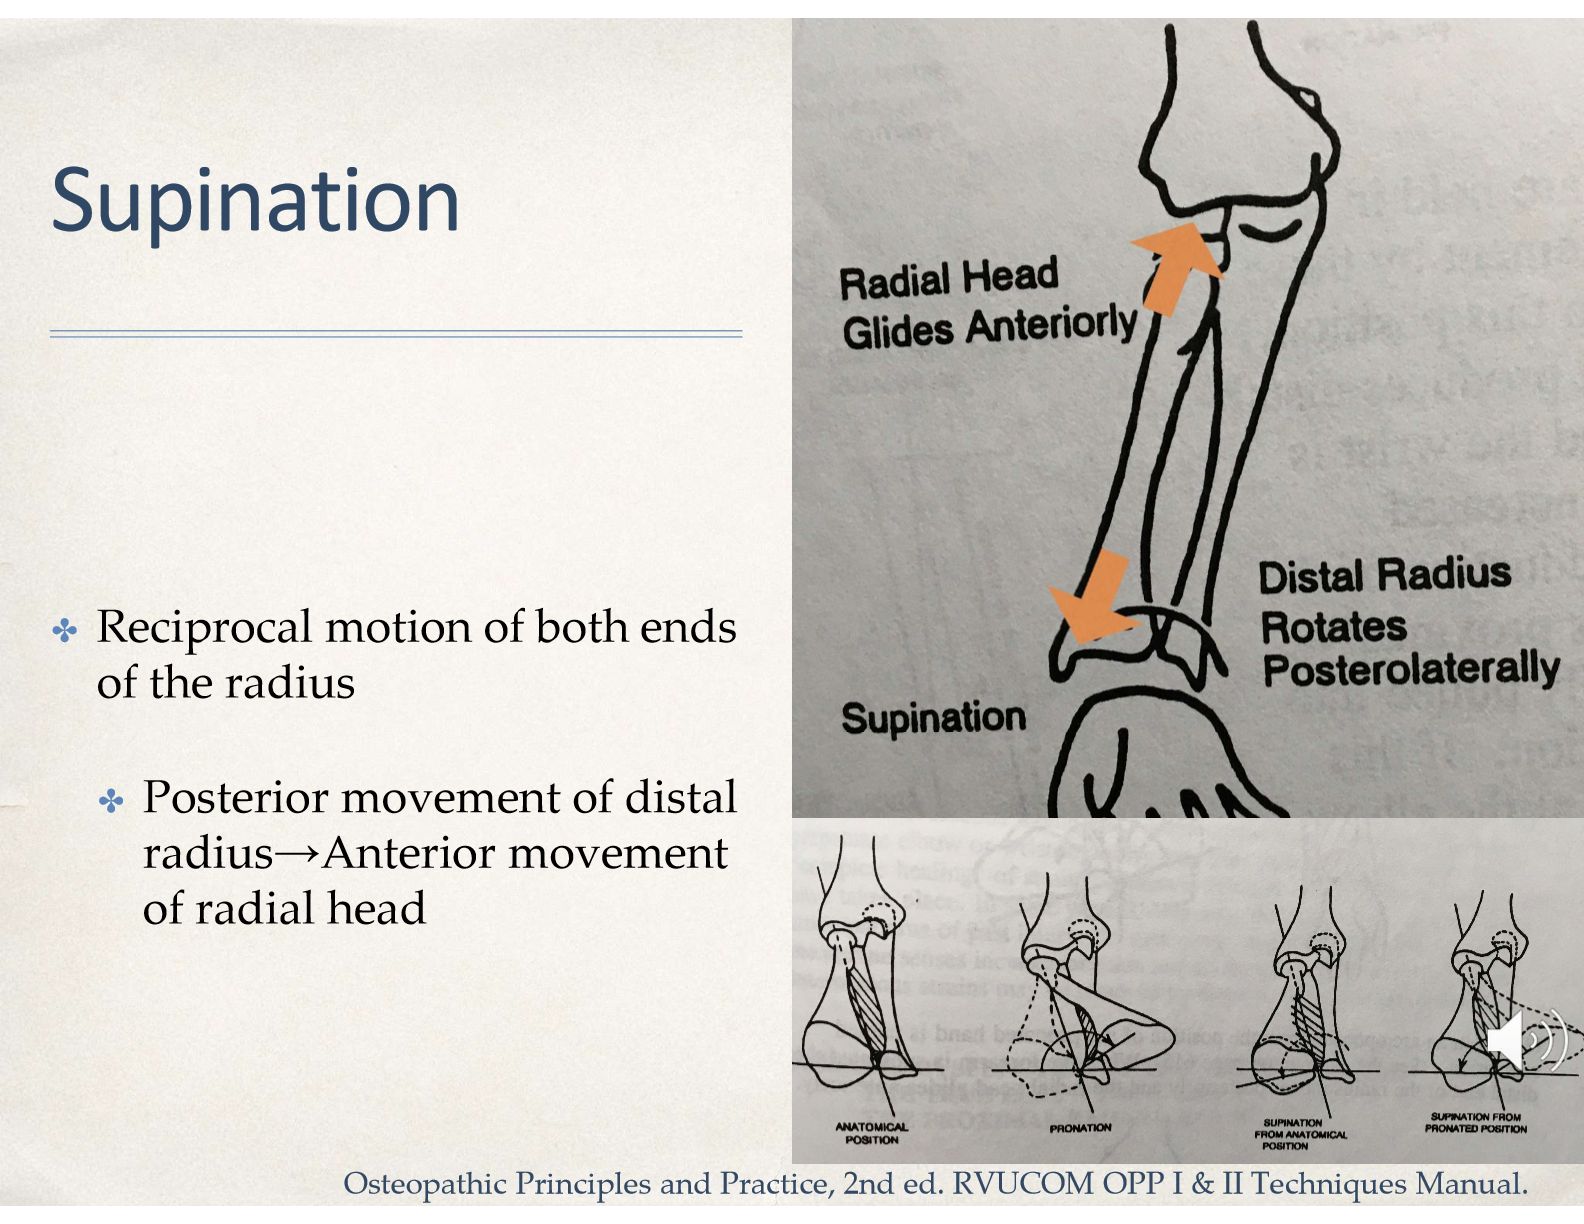 Supination
Reciprocal motion of both ends
of the radius
Posterior movement of distal
radius→Anterior movement
of radial head
Radial Head
Glides Anteriorly
Distal Radius
Rotates
Posterolaterally
Supination
ANATOMICAL
POSITION
PRONATION
SUPINATION
FROM ANATOMICAL
POSITION
SUPINATION FROM
PRONATED POSITION
Osteopathic Principles and Practice, 2nd ed. RVUCOM OPP I & II Techniques Manual.